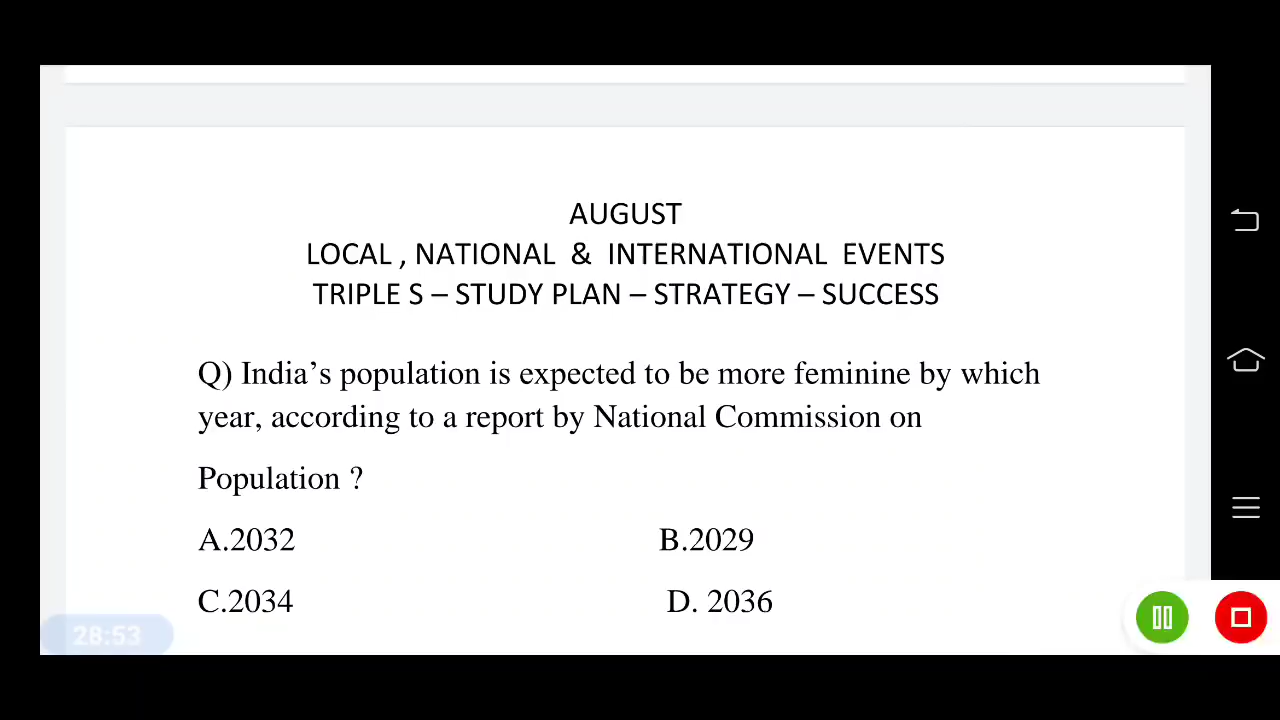 AUGUST
LOCAL , NATIONAL & INTERNATIONAL EVENTS
TRIPLE S – STUDY PLAN – STRATEGY – SUCCESS
Q) India’s population is expected to be more feminine by which
year, according to a report by National Commission on
Population ?
A.2032 B.2029
C.2034 D. 2036
28:53